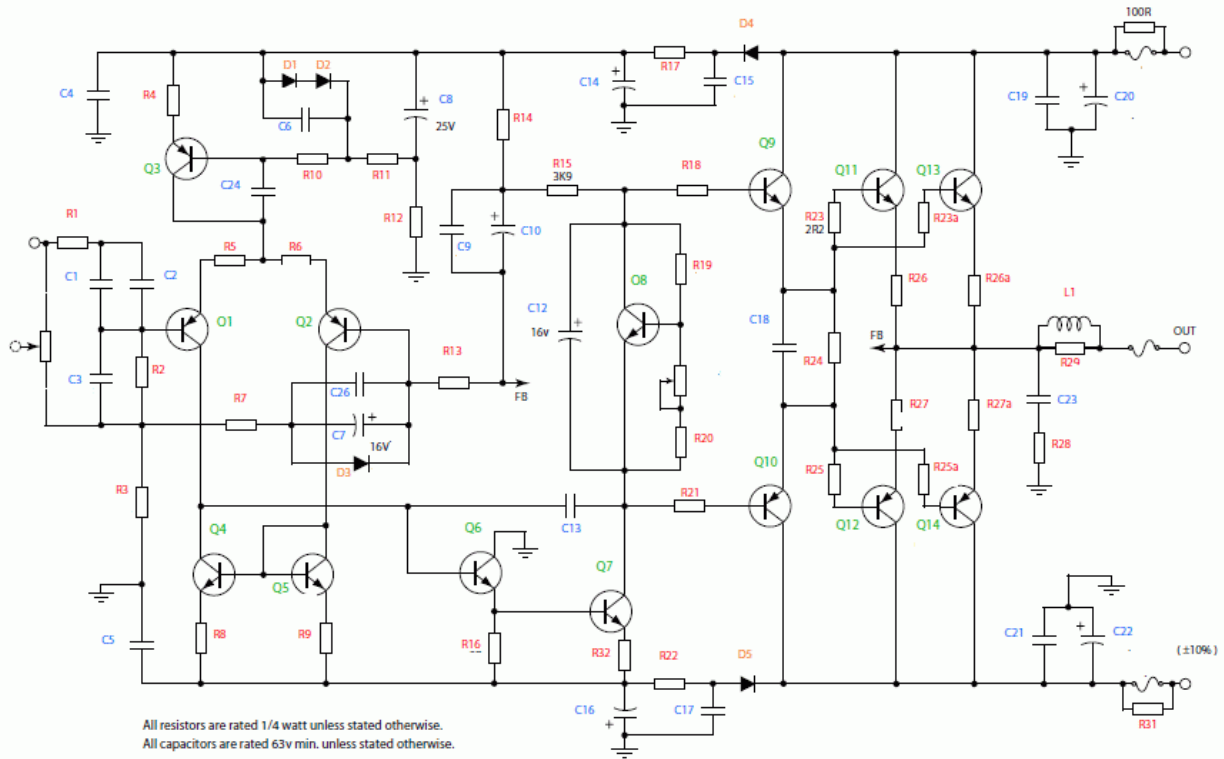 100R
D4
D1 D2
R17
C4
R4
C14
C15
C8
C19
C20
25V
C6
R14
Q3
Q9
R15
R18
3K9
Q11
Q13
R10
R11
C24
R1
R12
R23
R23a
2R2
C9
C10
R5
R6
C1
C2
R19
R26
R26a
O8
L1
O1
Q2
C12
C18
16v
FB
OUT
R13
R24
C3
R2
R29
C26
FB
R7
C23
R27
R27a
C7
16V
R20
R28
D3
Q10
R25
R25a
R3
R21
Q4
Q6
C13
Q12
Q14
Q7
Q5
C5
R8
R9
R16
R32
R22
D5
C21
C22
(±10%)
C16
C17
R31
All resistors are rated 1/4 watt unless stated otherwise.
All capacitors are rated 63v min. unless stated otherwise.